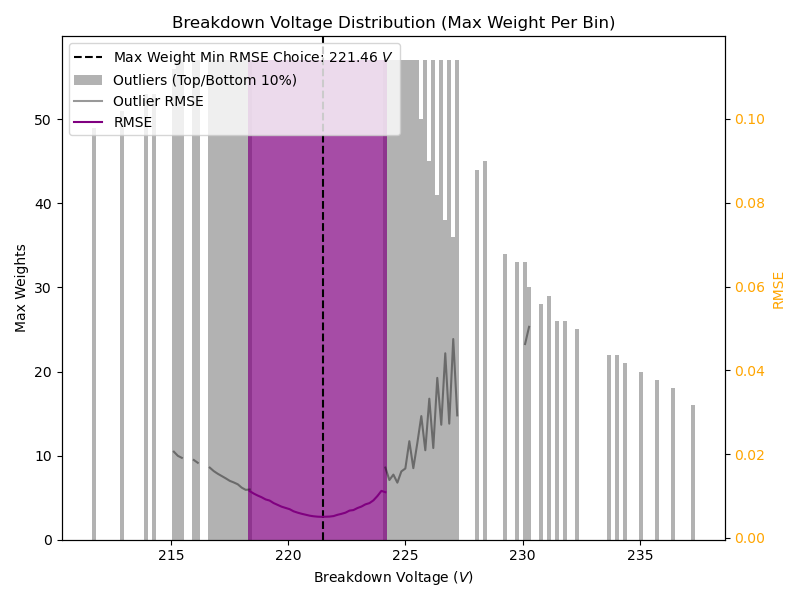 Breakdown Voltage Distribution (Max Weight Per Bin)
Max Weight Min RMSE Choice: 221.46 V
Outliers (Top/Bottom 10%)
Outlier RMSE
RMSE
Max Weights
50
40
30
20
10
0
0.10
0.08
0.06
0.04
0.02
0.00
RMSE
215 220 225 230 235
Breakdown Voltage (V)